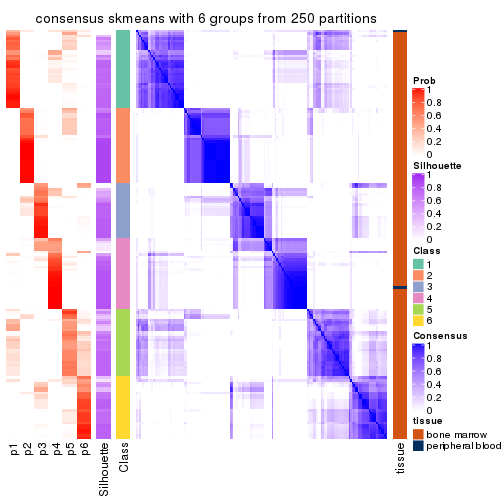 consensus skmeans with 6 groups from 250 partitions
Prob
1
0.8
0.6
0.4
0.2
0
Silhouette
1
0.8
0.6
0.4
0.2
0
Class
1
2
3
4
5
6
Consensus
1
0.8
0.6
0.4
0.2
0
tissue
bone marrow
peripheral blood
p1
p2
p3
p4
p5
p6
Silhouette
Class
tissue